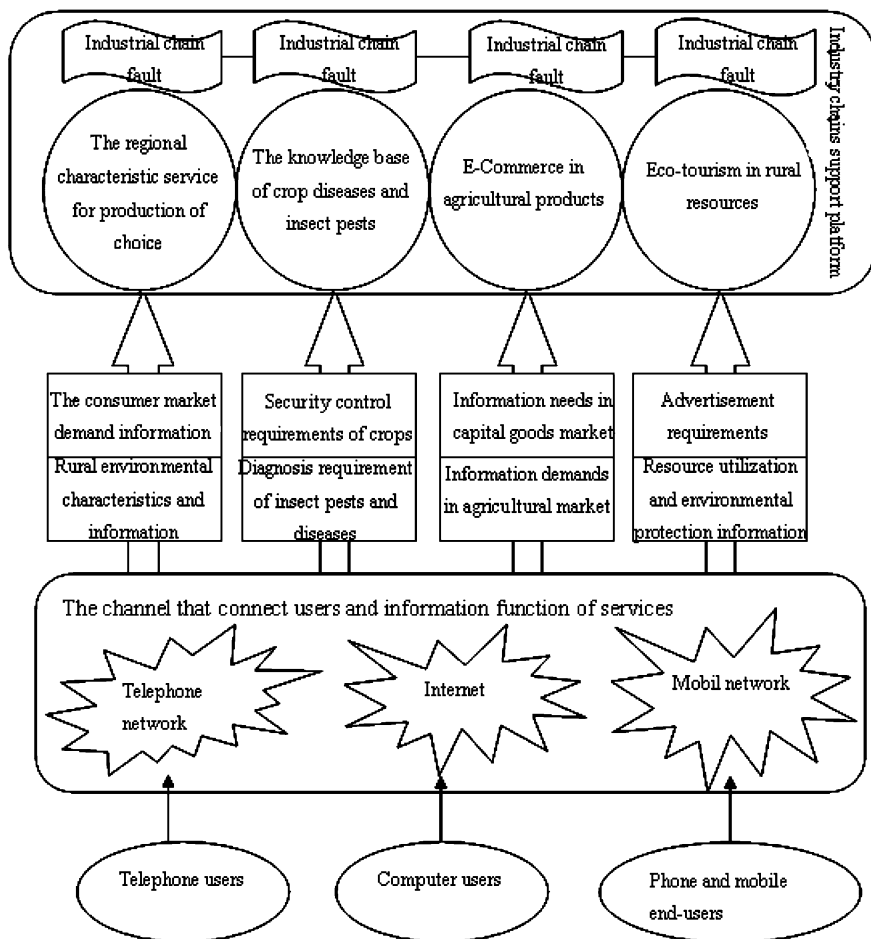 Industrial chain
fault
Industrial chain
fault
Industrial chain
fault
Industrial chain
fault
Industry chains support platform
The regional
characteristic service
for production of
choice
The knowledge base
of crop diseases and
insect pests
E-Commerce in
agricultural products
Eco-tourism in rural
resources
The consumer market
demand information
Rural environmental
characteristics and
information
Security control
requirements of crops
Diagnosis requirement
of insect pests and
diseases
Information needs in
capital goods market
Information demands
in agricultural market
Advertisement
requirements
Resource utilization
and environmental
protection information
The channel that connect users and information function of services
Telephone
network
Internet
Mobil network
Telephone users
Computer users
Phone and mobile
end-users